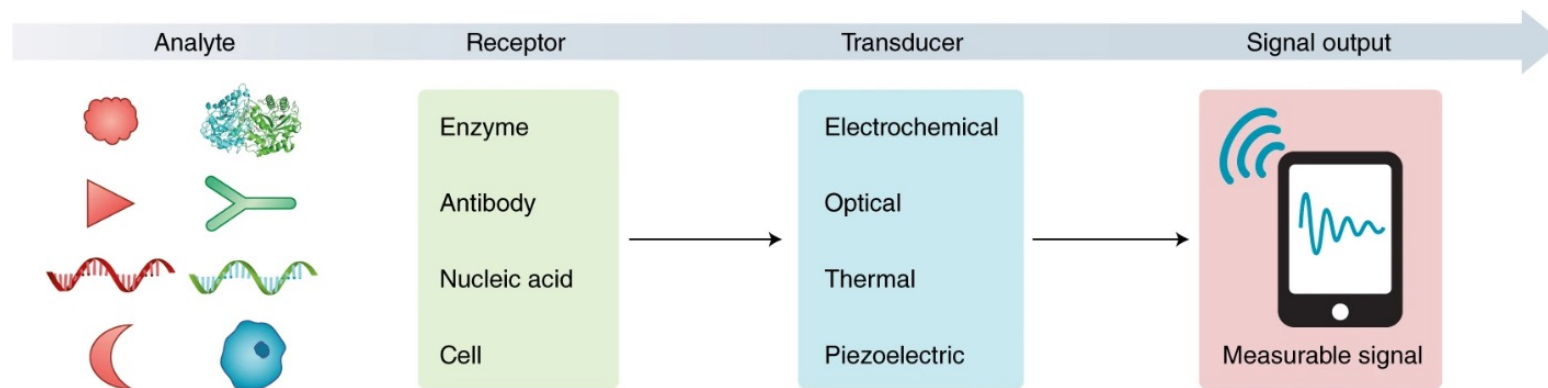 Analyte
Receptor
Transducer
Signal output
Enzyme
Antibody
Nucleic acid
Cell
Electrochemical
Optical
Thermal
Piezoelectric
Measurable signal